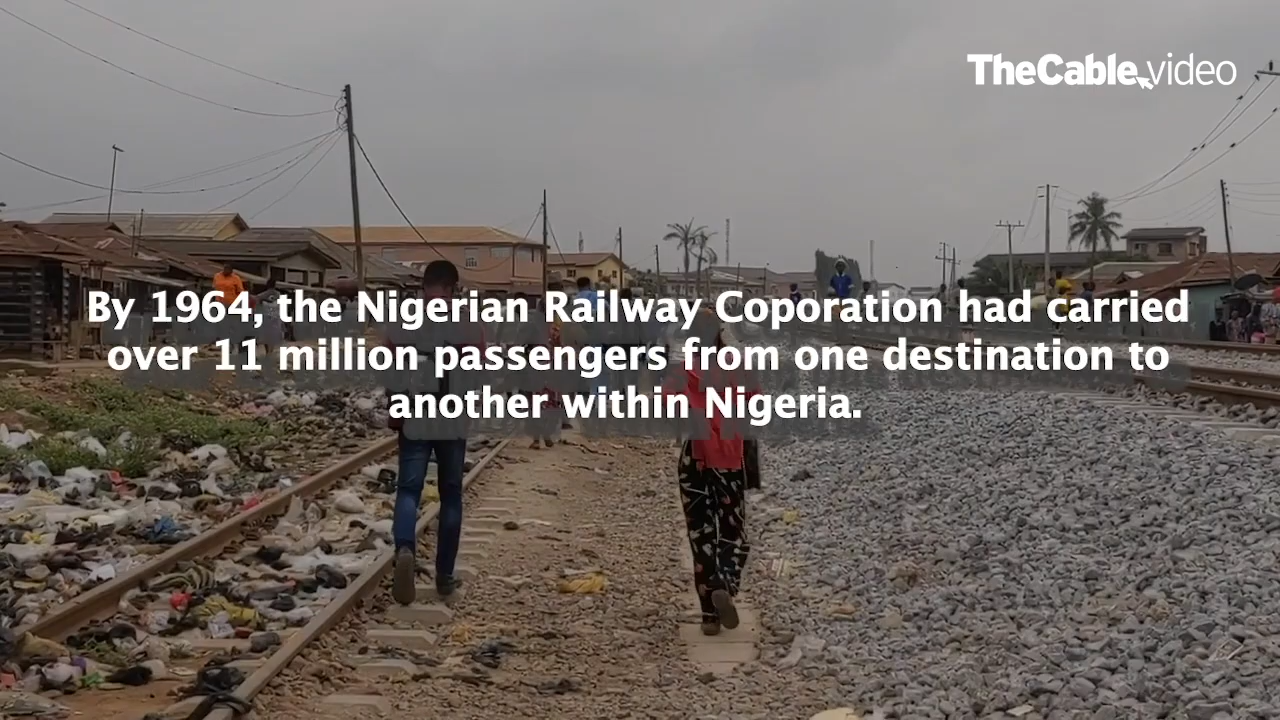 TheCable video
By 1964, the Nigerian Railway Coporation had carried
over 11 million passengers from one destination to
another within Nigeria.